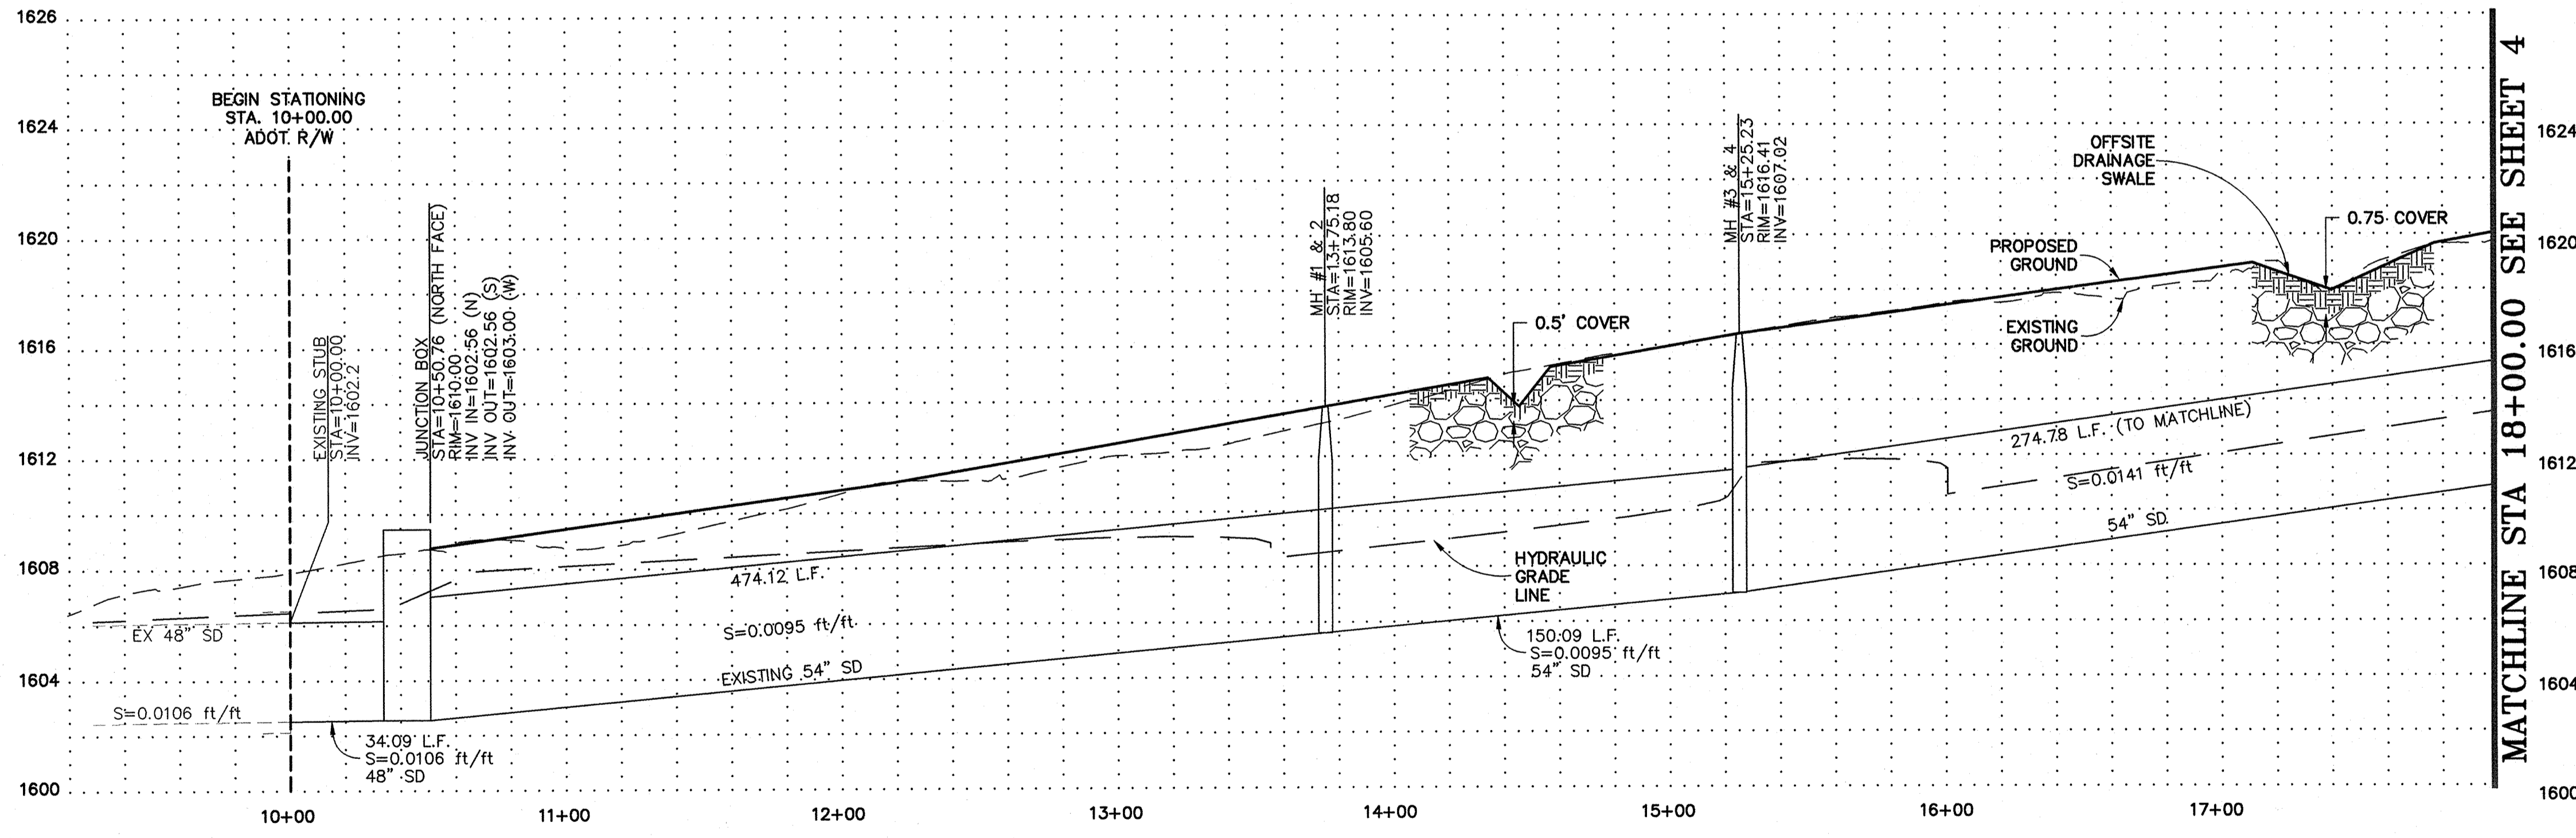 1626
1624
1620
1616
1612
1608
1604
1600
BEGIN STATIONING
STA. 10+00.00
ADOT R/W
EXISTING STUB
STA=10+00.00
INV=1602.2
JUNCTION BOX
STA=10+50.76 (NORTH FACE)
RIM=1610.00
INV IN=1602.56 (N)
INV OUT=1602.56 (S)
INV OUT=1603.00 (W)
EX 48" SD
S=0.0106 ft/ft
34.09 L.F.
S=0.0106 ft/ft
48" SD
474.12 L.F.
S=0.0095 ft/ft
EXISTING 54" SD
MH #1 & 2
STA=13+75.18
RIM=1613.80
INV=1605.60
0.5' COVER
HYDRAULIC
GRADE
LINE
150.09 L.F.
S=0.0095 ft/ft
54" SD
MH #3 & 4
STA=15+25.23
RIM=1616.41
INV=1607.02
PROPOSED
GROUND
EXISTING
GROUND
OFFSITE
DRAINAGE
SWALE
0.75 COVER
274.78 L.F. (TO MATCHLINE)
S=0.0141 ft/ft
54" SD
MATCHLINE STA 18+00.00 SEE SHEET 4
1624
1620
1616
1612
1608
1604
1600
10+00
11+00
12+00
13+00
14+00
15+00
16+00
17+00